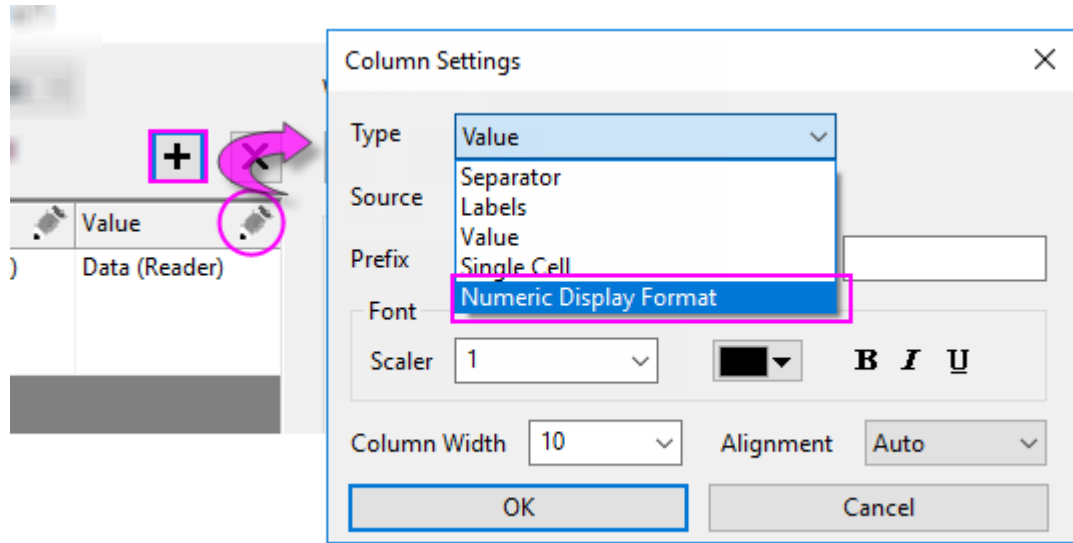 Column Settings
Type
Value
Separator
Source
Labels
Value
Value
Data (Reader)
Prefix
Single Cell
Numeric Display Format
Font
Scaler
1
B I U
Column Width
10
Alignment
Auto
OK
Cancel